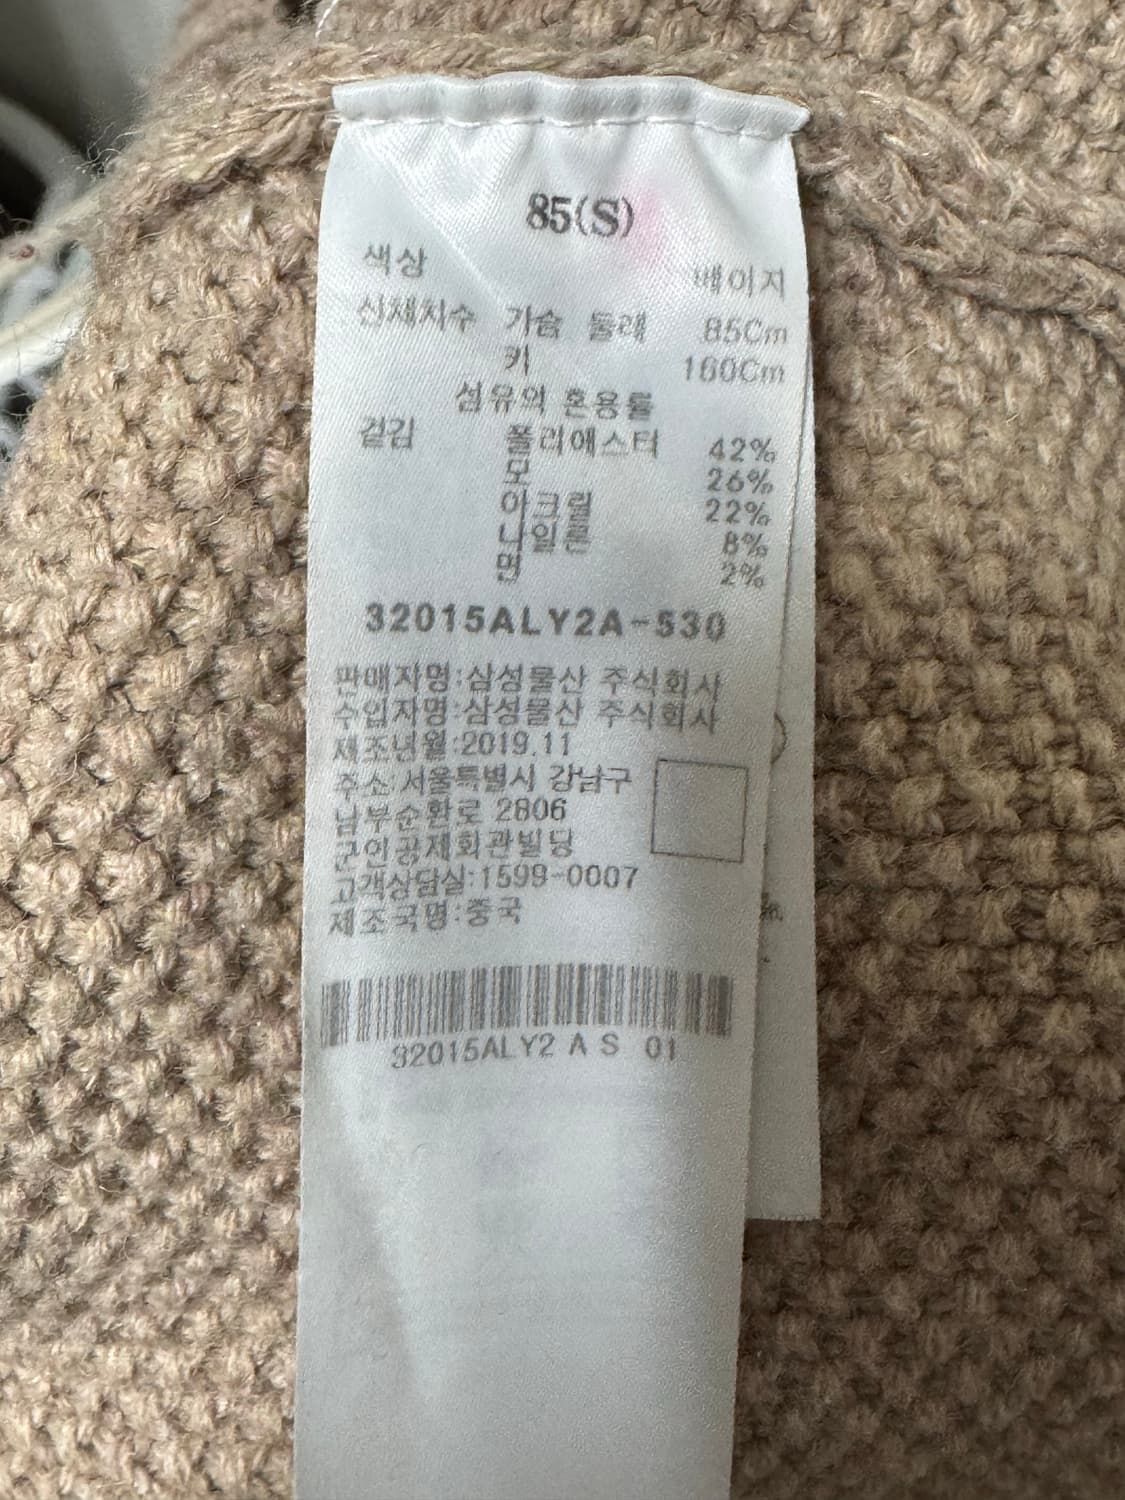 85(S)
색상 베이지
신체치수 가슴 둘레 85Cm
키 160Cm
섬유의 혼용률
겉감 폴리에스터 42%
모 26%
아크릴 22%
나일론 8%
면 2%
32015ALY2A-530
판매자명:삼성물산 주식회사
수입자명:삼성물산 주식회사
제조년월:2019.11
주소:서울특별시 강남구
남부순환로 2806
군인공제회관빌딩
고객상담실:1599-0007
제조국명:중국
32015ALY2 A S 01